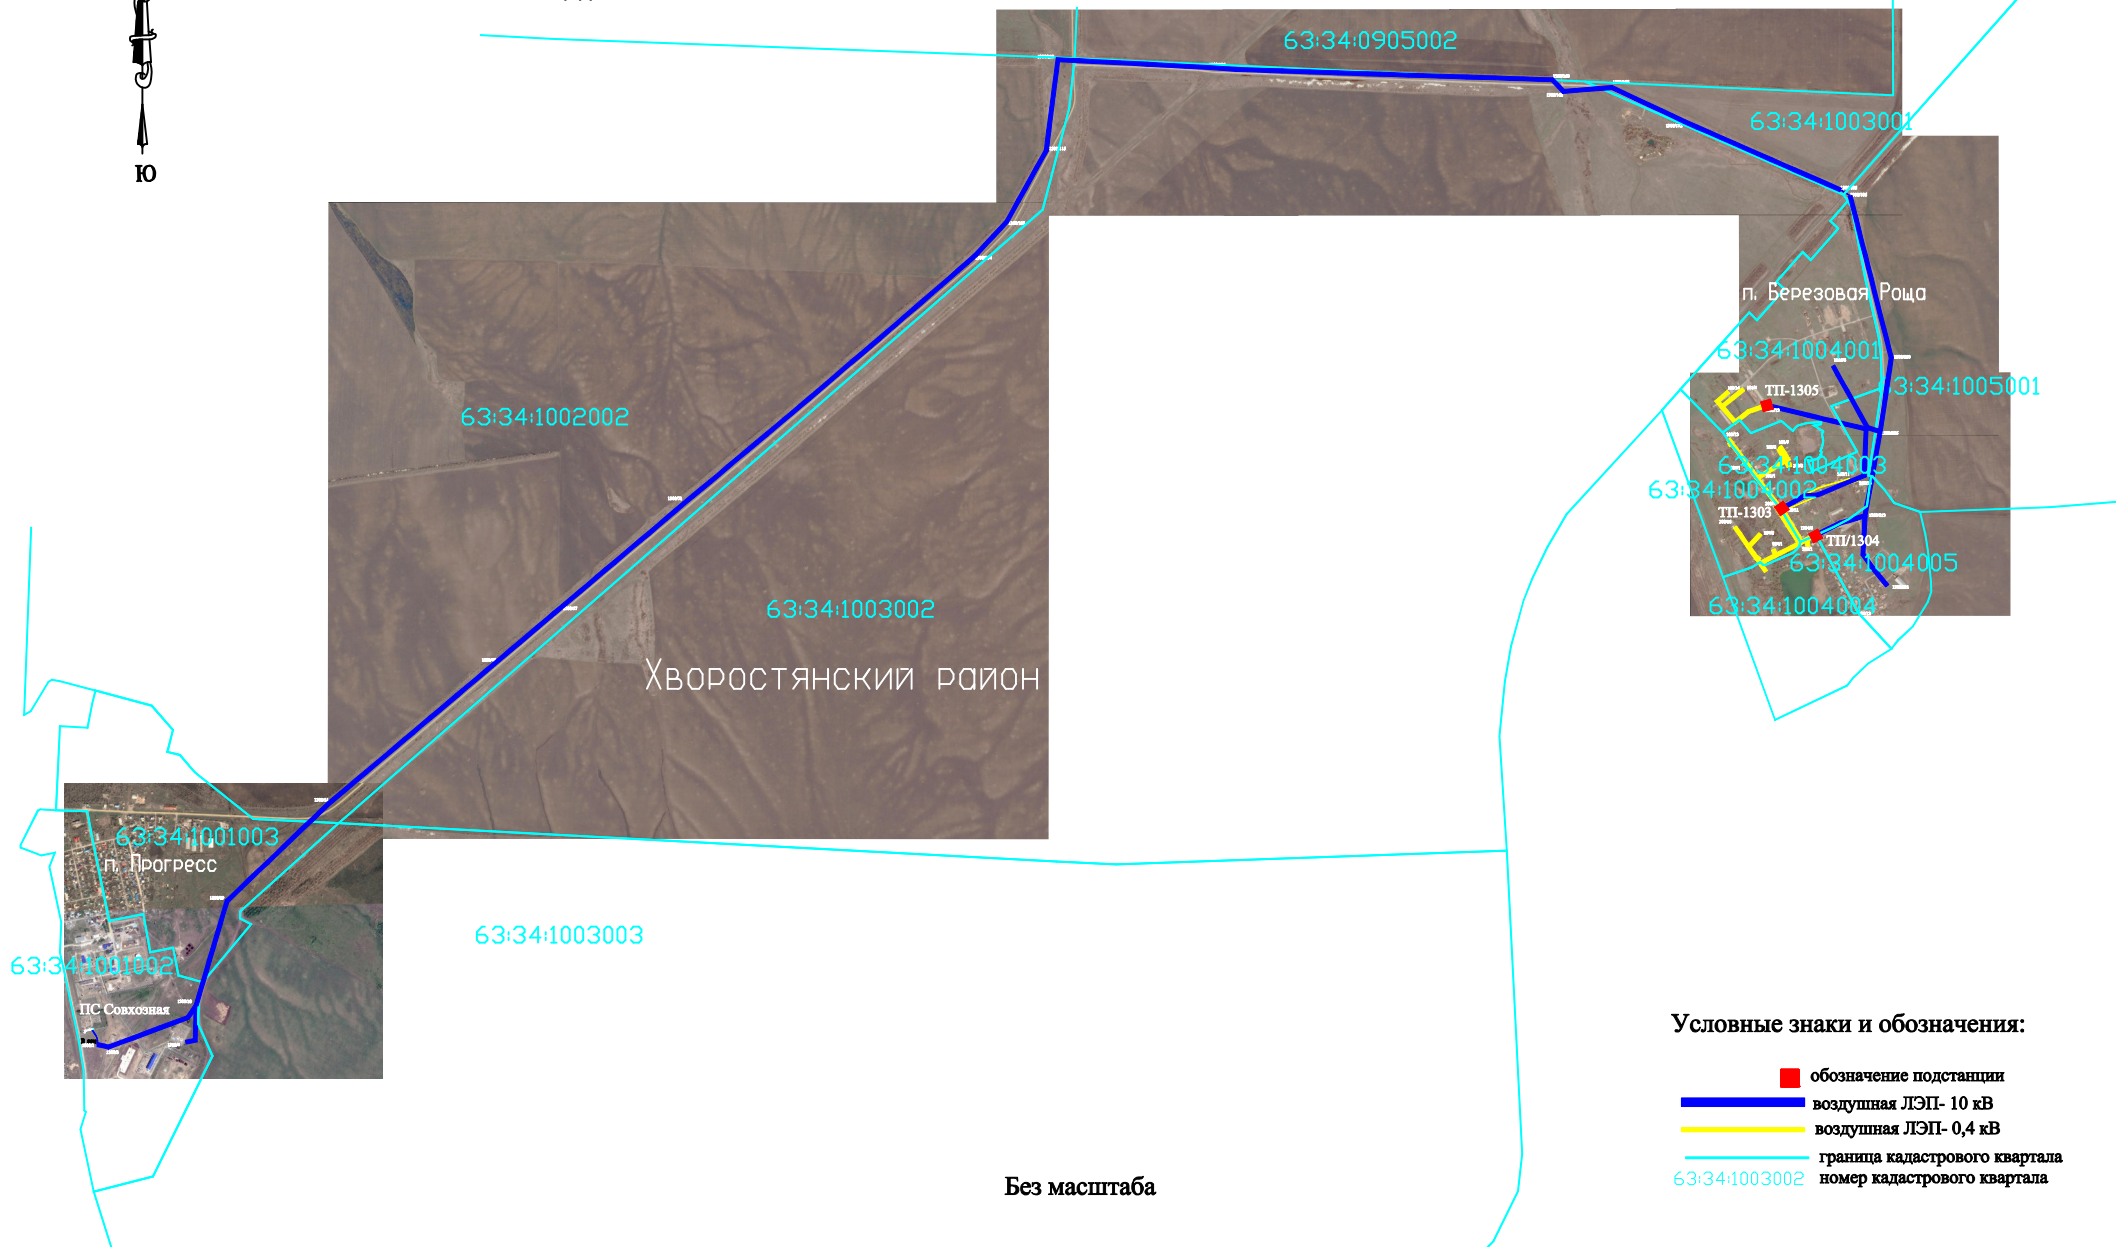 Ю
63:34:0905002
63:34:1003001
п. Березовая Роща
63:34:1004001
3:34:1005001
ТП-1305
63:34:1002002
63:34:1004003
63:34:1004002
ТП-1303
ТП/1304
63:34:1004005
63:34:1004004
63:34:1003002
Хворостянский район
63:34:1001003
п. Прогресс
63:34:1003003
63:34:1001002
ПС Совхозная
Условные знаки и обозначения:
обозначение подстанции
воздушная ЛЭП- 10 кВ
воздушная ЛЭП- 0,4 кВ
граница кадастрового квартала
63:34:1003002 номер кадастрового квартала
Без масштаба